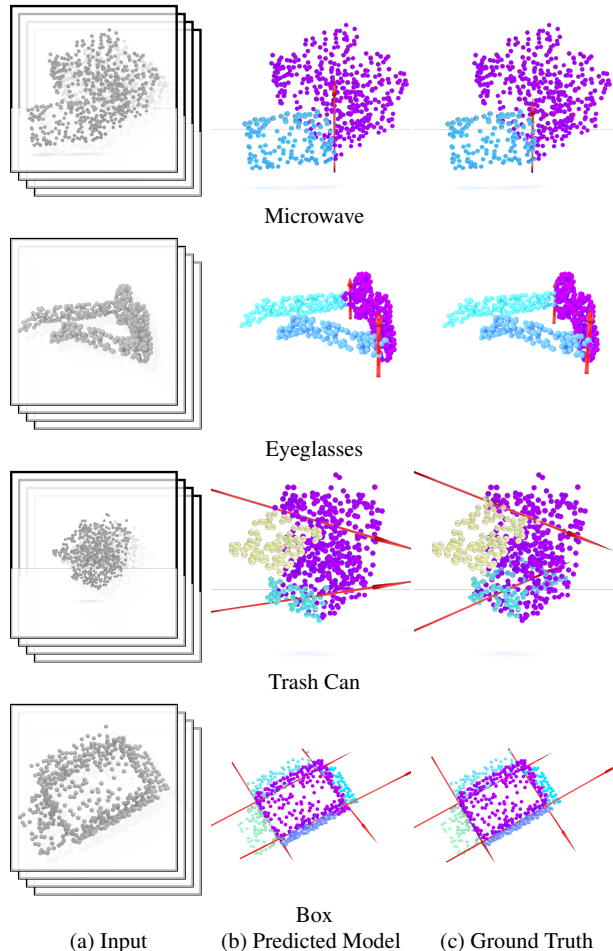 Microwave
Eyeglasses
Trash Can
Box
(a) Input (b) Predicted Model (c) Ground Truth